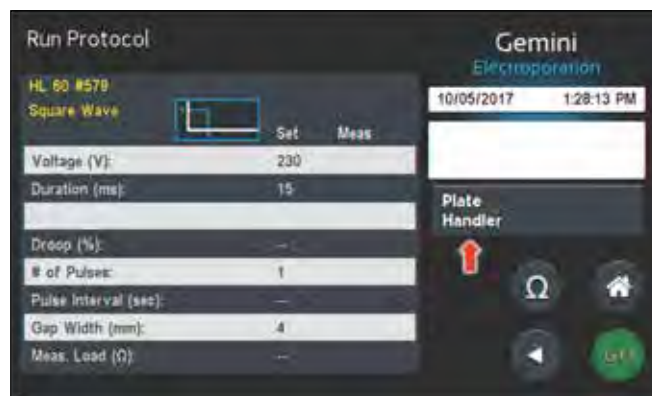 Run Protocol
Gemini
Electroporation
HL 60 #579
Square Wave
10/05/2017 1:28:13 PM
Set Meas
Voltage (V): 230
Duration (ms): 15
Plate
Handler
Droop (%): ---
# of Pulses: 1
Pulse Interval (sec): ---
Gap Width (mm): 4
Meas. Load (Ω): ---
Ω